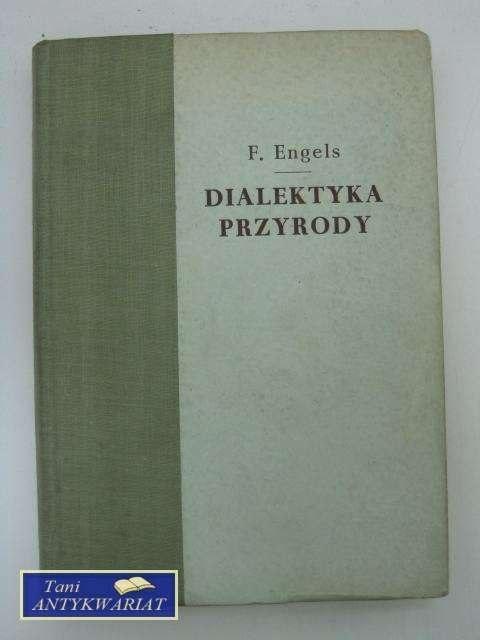 F. Engels
DIALEKTYKA
PRZYRODY
Tani
ANTYKWARIAT